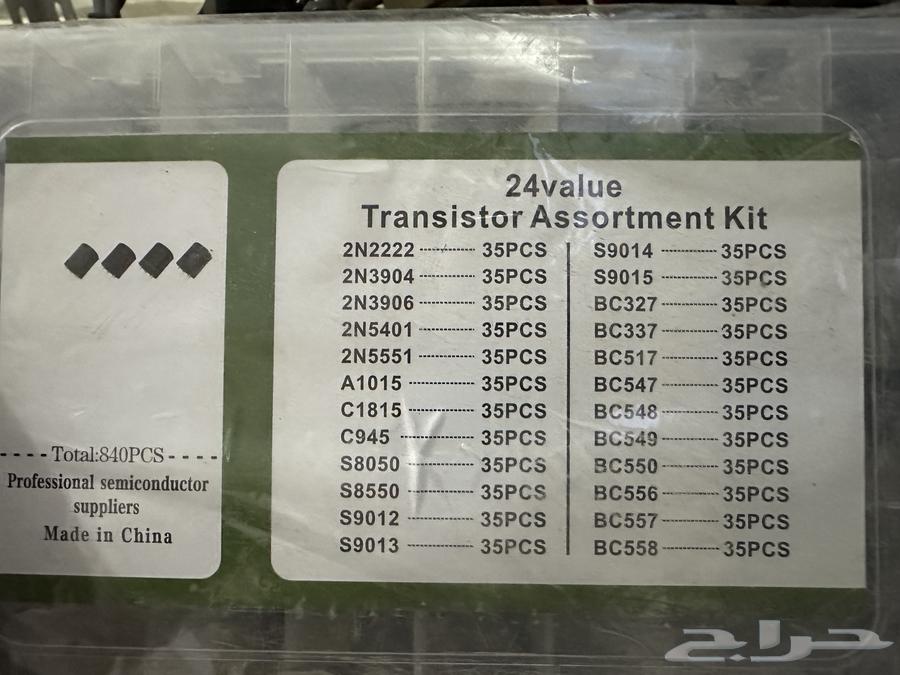 24value
Transistor Assortment Kit
2N2222 ---------- 35PCS
2N3904 ---------- 35PCS
2N3906 ---------- 35PCS
2N5401 ---------- 35PCS
2N5551 ---------- 35PCS
A1015 ---------- 35PCS
C1815 ---------- 35PCS
C945 ---------- 35PCS
S8050 ---------- 35PCS
S8550 ---------- 35PCS
S9012 ---------- 35PCS
S9013 ---------- 35PCS
S9014 ---------- 35PCS
S9015 ---------- 35PCS
BC327 ---------- 35PCS
BC337 ---------- 35PCS
BC517 ---------- 35PCS
BC547 ---------- 35PCS
BC548 ---------- 35PCS
BC549 ---------- 35PCS
BC550 ---------- 35PCS
BC556 ---------- 35PCS
BC557 ---------- 35PCS
BC558 ---------- 35PCS
----Total:840PCS----
Professional semiconductor
suppliers
Made in China
حراج